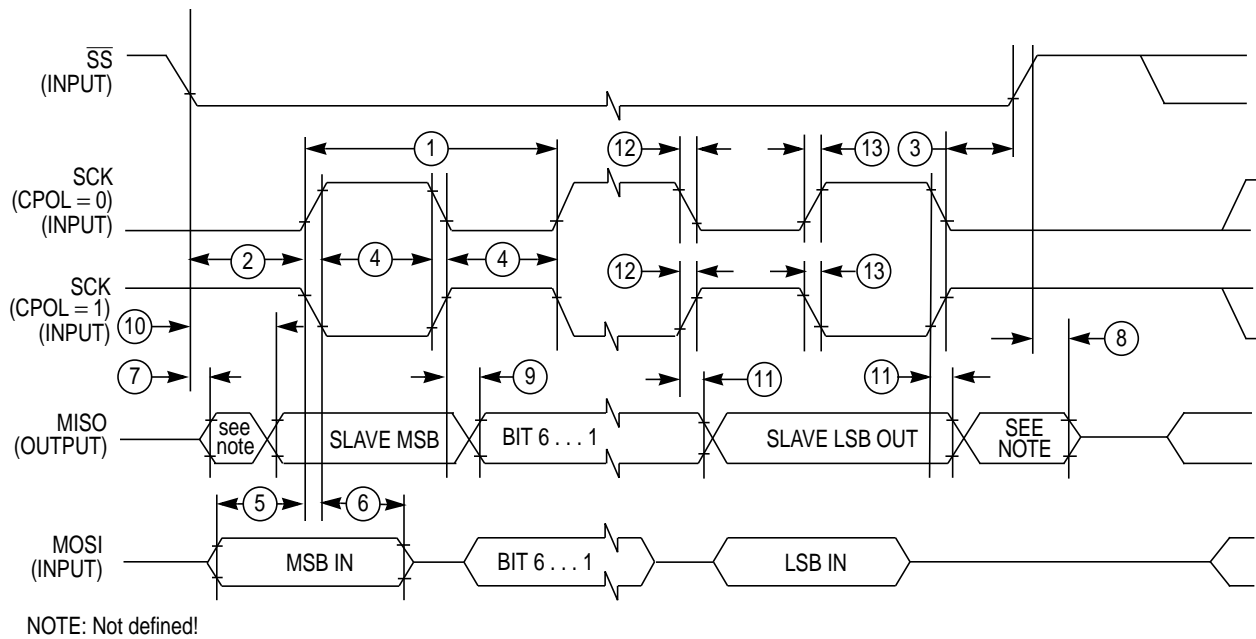 SS
(INPUT)
1
12
13
3
SCK
(CPOL = 0)
(INPUT)
2
4
4
12
13
SCK
(CPOL = 1)
(INPUT)
10
8
7
9
11
11
MISO
(OUTPUT)
see
note
SLAVE MSB
BIT 6 . . . 1
SLAVE LSB OUT
SEE
NOTE
5
6
MOSI
(INPUT)
MSB IN
BIT 6 . . . 1
LSB IN
NOTE: Not defined!